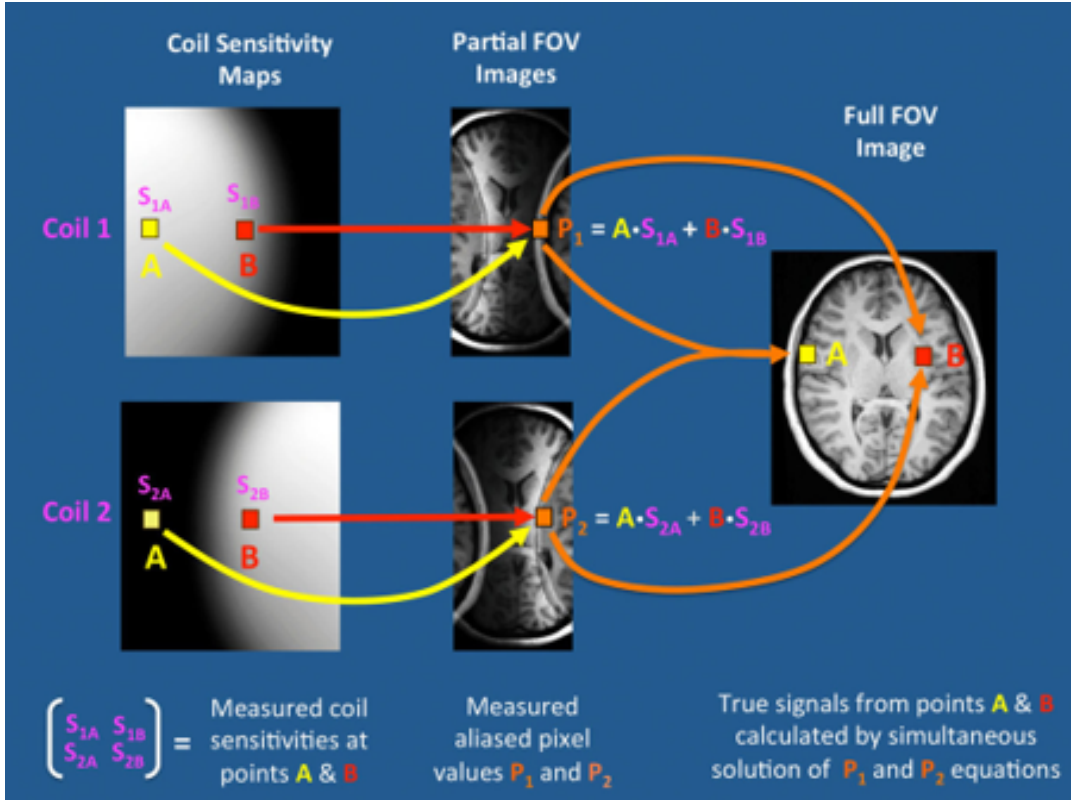 Coil Sensitivity
Maps
Partial FOV
Images
Full FOV
Image
Coil 1
S1A
S1B
A
B
P1 = A•S1A + B•S1B
A
B
Coil 2
S2A
S2B
A
B
P2 = A•S2A + B•S2B
S1A S1B
S2A S2B
=
Measured coil
sensitivities at
points A & B
Measured
aliased pixel
values P1 and P2
True signals from points A & B
calculated by simultaneous
solution of P1 and P2 equations